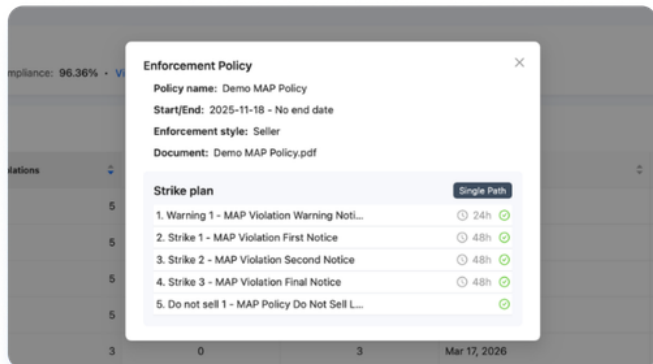 Enforcement Policy
Policy name: Demo MAP Policy
Start/End: 2025-11-18 - No end date
Enforcement style: Seller
Document: Demo MAP Policy.pdf
Strike plan
Single Path
1. Warning 1 - MAP Violation Warning Noti...
24h
2. Strike 1 - MAP Violation First Notice
48h
3. Strike 2 - MAP Violation Second Notice
48h
4. Strike 3 - MAP Violation Final Notice
48h
5. Do not sell 1 - MAP Policy Do Not Sell L...
mpliance: 96.36% • Vi
lations
5
5
5
5
3 0 3 Mar 17, 2026